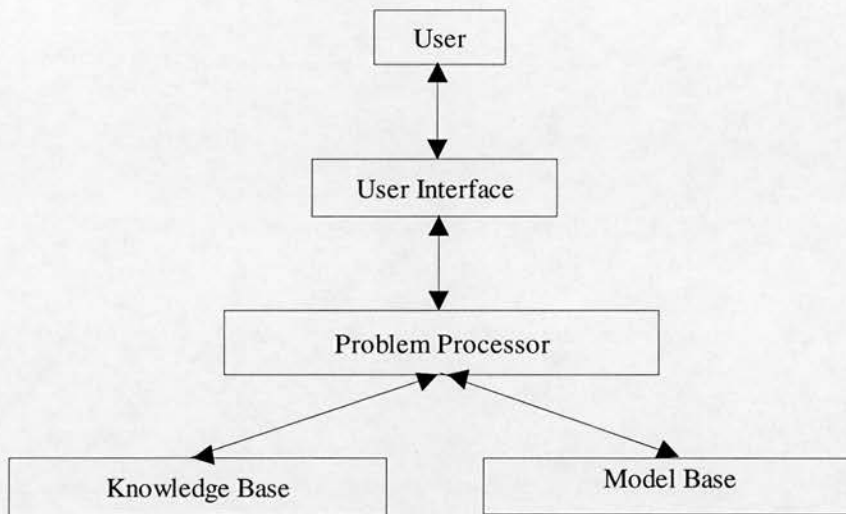 User
User Interface
Problem Processor
Knowledge Base
Model Base